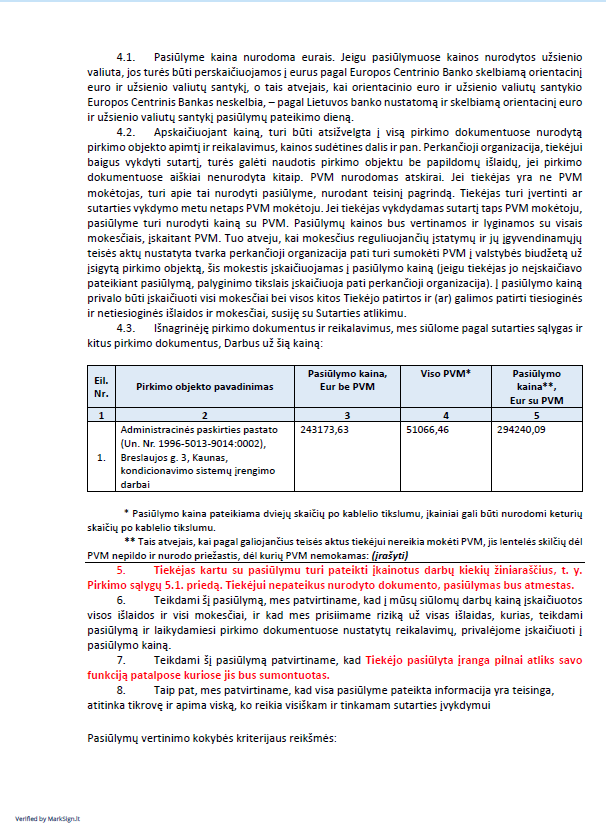 4.1. Pasiūlyme kaina nurodoma eurais. Jeigu pasiūlymuose kainos nurodytos užsienio
valiuta, jos turės būti perskaičiuojamos į eurus pagal Europos Centrinio Banko skelbiamą orientacinį
euro ir užsienio valiutų santykį, o tais atvejais, kai orientacinio euro ir užsienio valiutų santykio
Europos Centrinis Bankas neskelbia, – pagal Lietuvos banko nustatomą ir skelbiamą orientacinį euro
ir užsienio valiutų santykį pasiūlymų pateikimo dieną.
4.2. Apskaičiuojant kainą, turi būti atsižvelgta į visą pirkimo dokumentuose nurodytą
pirkimo objekto apimtį ir reikalavimus, kainos sudėtines dalis ir pan. Perkančioji organizacija, tiekėjui
baigus vykdyti sutartį, turės galėti naudotis pirkimo objektu be papildomų išlaidų, jei pirkimo
dokumentuose aiškiai nenurodyta kitaip. PVM nurodomas atskirai. Jei tiekėjas yra ne PVM
mokėtojas, turi apie tai nurodyti pasiūlyme, nurodant teisinį pagrindą. Tiekėjas turi įvertinti ar
sutarties vykdymo metu netaps PVM mokėtoju. Jei tiekėjas vykdydamas sutartį taps PVM mokėtoju,
pasiūlyme turi nurodyti kainą su PVM. Pasiūlymų kainos bus vertinamos ir lyginamos su visais
mokesčiais, įskaitant PVM. Tuo atveju, kai mokesčius reguliuojančių įstatymų ir jų įgyvendinamųjų
teisės aktų nustatyta tvarka perkančioji organizacija pati turi sumokėti PVM į valstybės biudžetą už
įsigytą pirkimo objektą, šis mokestis įskaičiuojamas į pasiūlymo kainą (jeigu tiekėjas jo neįskaičiavo
pateikiant pasiūlymą, palyginimo tikslais įskaičiuoja pati perkančioji organizacija). Į pasiūlymo kainą
privalo būti įskaičiuoti visi mokesčiai bei visos kitos Tiekėjo patirtos ir (ar) galimos patirti tiesioginės
ir netiesioginės išlaidos ir mokesčiai, susiję su Sutarties atlikimu.
4.3. Išnagrinėję pirkimo dokumentus ir reikalavimus, mes siūlome pagal sutarties sąlygas ir
kitus pirkimo dokumentus, Darbus už šią kainą:
Eil.
Nr.
Pirkimo objekto pavadinimas
Pasiūlymo kaina,
Eur be PVM
Viso PVM*
Pasiūlymo
kaina**,
Eur su PVM
1 2 3 4 5
1.
Administracinės paskirties pastato
(Un. Nr. 1996-5013-9014:0002),
Breslaujos g. 3, Kaunas,
kondicionavimo sistemų įrengimo
darbai
243173,63
51066,46
294240,09
* Pasiūlymo kaina pateikiama dviejų skaičių po kablelio tikslumu, įkainiai gali būti nurodomi keturių
skaičių po kablelio tikslumu.
** Tais atvejais, kai pagal galiojančius teisės aktus tiekėjui nereikia mokėti PVM, jis lentelės skilčių dėl
PVM nepildo ir nurodo priežastis, dėl kurių PVM nemokamas: (įrašyti)
5. Tiekėjas kartu su pasiūlymu turi pateikti įkainotus darbų kiekių žiniaraščius, t. y.
Pirkimo sąlygų 5.1. priedą. Tiekėjui nepateikus nurodyto dokumento, pasiūlymas bus atmestas.
6. Teikdami šį pasiūlymą, mes patvirtiname, kad į mūsų siūlomų darbų kainą įskaičiuotos
visos išlaidos ir visi mokesčiai, ir kad mes prisiimame riziką už visas išlaidas, kurias, teikdami
pasiūlymą ir laikydamiesi pirkimo dokumentuose nustatytų reikalavimų, privalėjome įskaičiuoti į
pasiūlymo kainą.
7. Teikdami šį pasiūlymą patvirtiname, kad Tiekėjo pasiūlyta įranga pilnai atliks savo
funkciją patalpose kuriose jis bus sumontuotas.
8. Taip pat, mes patvirtiname, kad visa pasiūlyme pateikta informacija yra teisinga,
atitinka tikrovę ir apima viską, ko reikia visiškam ir tinkamam sutarties įvykdymui
Pasiūlymų vertinimo kokybės kriterijaus reikšmės:
Verified by MarkSign.lt